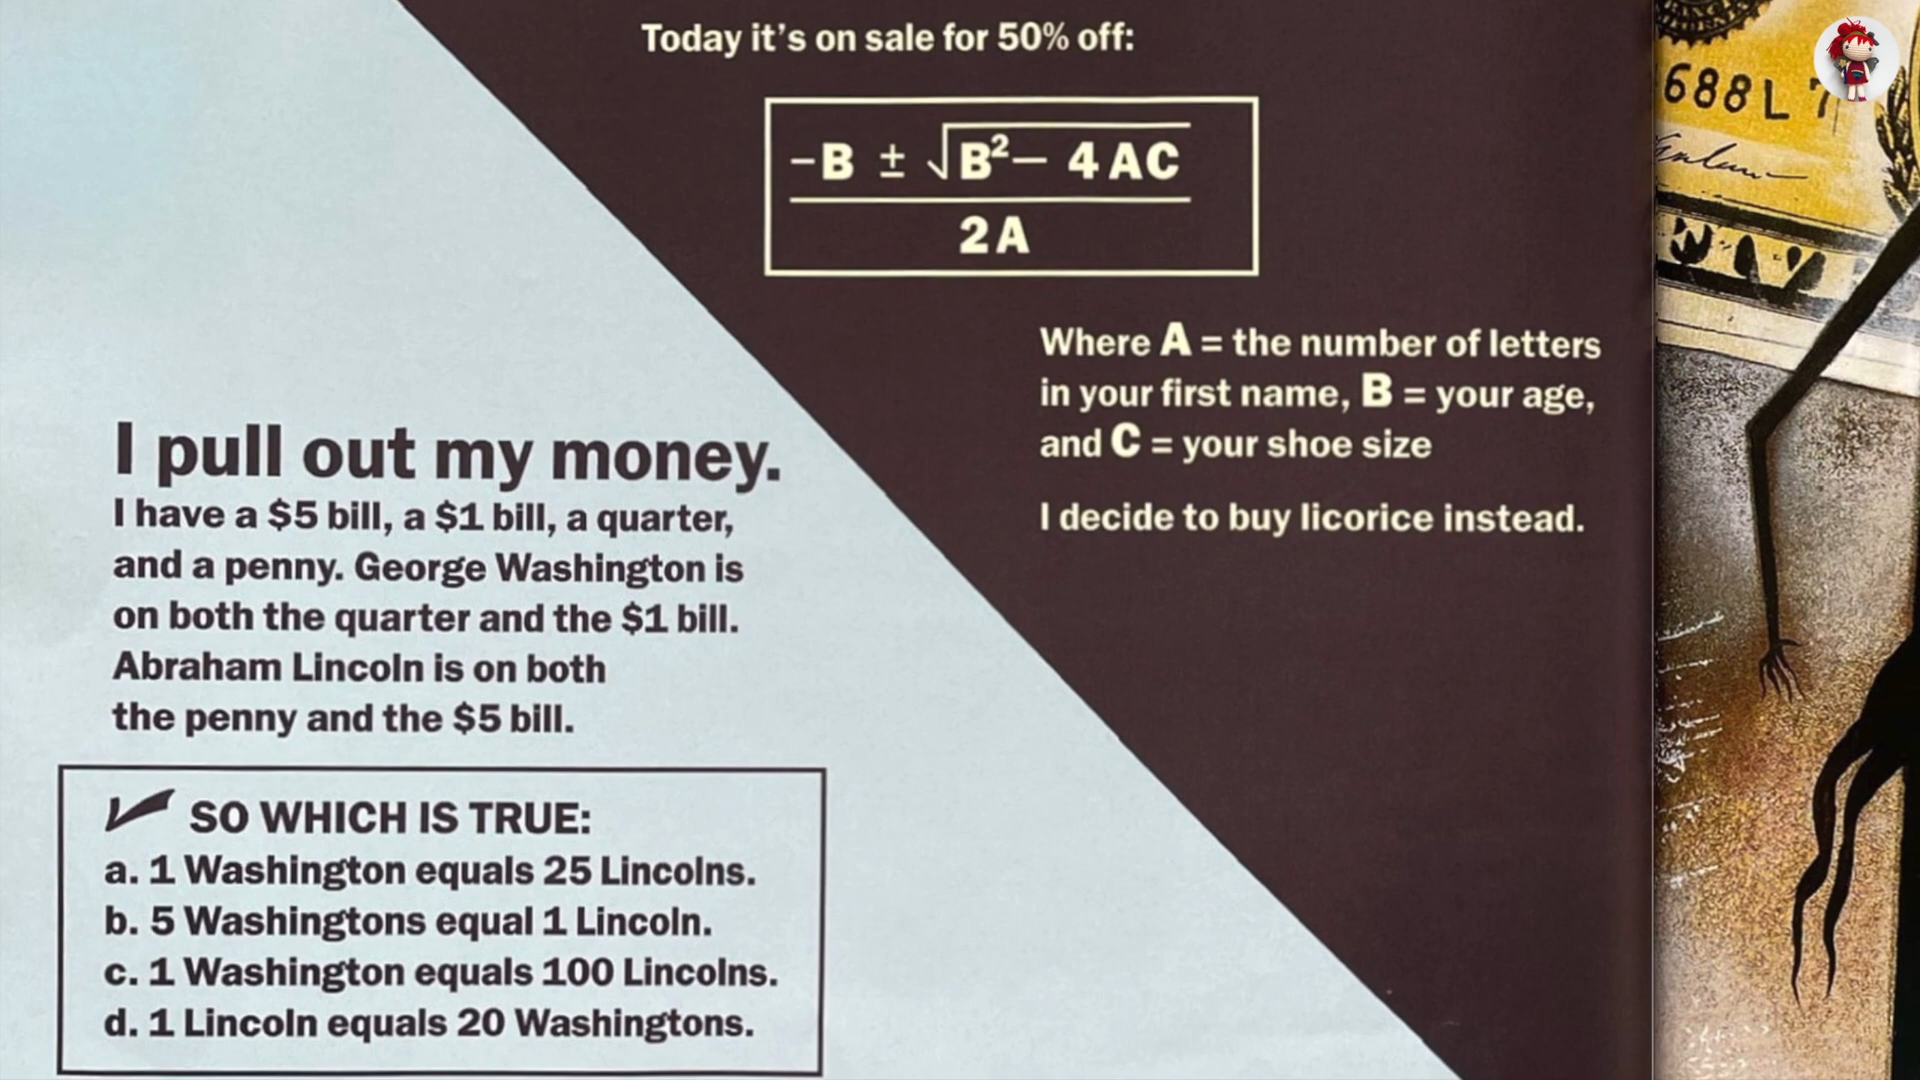 Today it's on sale for 50% off:
-B ± √B²— 4 AC
2 A
Where A = the number of letters
in your first name, B = your age,
and C = your shoe size
I decide to buy licorice instead.
I pull out my money.
I have a $5 bill, a $1 bill, a quarter,
and a penny. George Washington is
on both the quarter and the $1 bill.
Abraham Lincoln is on both
the penny and the $5 bill.
SO WHICH IS TRUE:
a. 1 Washington equals 25 Lincolns.
b. 5 Washingtons equal 1 Lincoln.
c. 1 Washington equals 100 Lincolns.
d. 1 Lincoln equals 20 Washingtons.
688L 7